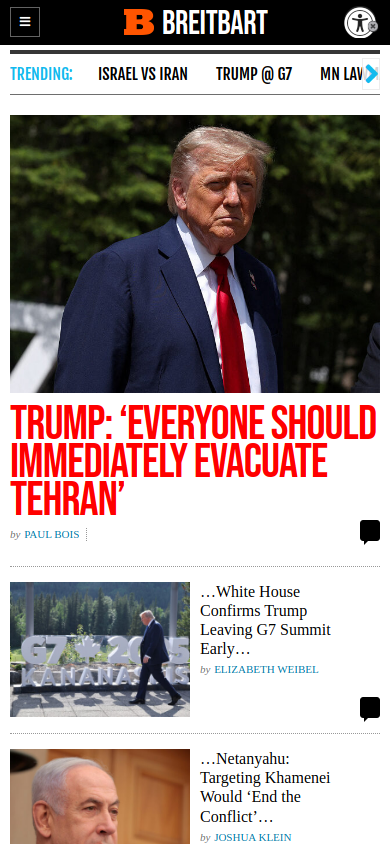 BREITBART
TRENDING:
ISRAEL VS IRAN
TRUMP @ G7
MN LAW
TRUMP: ‘EVERYONE SHOULD
IMMEDIATELY EVACUATE
TEHRAN’
by PAUL BOIS
G7 2025
KANANASKIS
…White House
Confirms Trump
Leaving G7 Summit
Early…
by ELIZABETH WEIBEL
…Netanyahu:
Targeting Khamenei
Would ‘End the
Conflict’…
by JOSHUA KLEIN